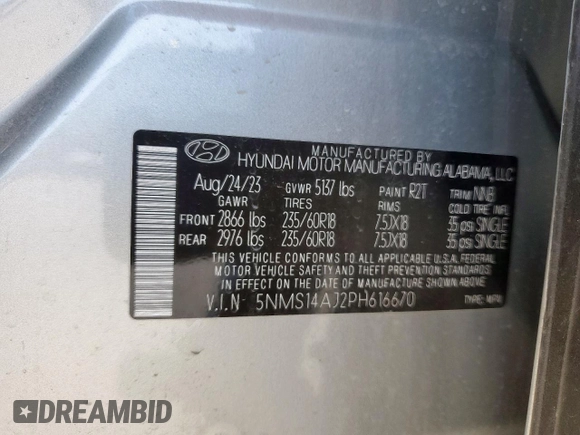 MANUFACTURED BY
HYUNDAI MOTOR MANUFACTURING ALABAMA, LLC
Aug/24/23 GVWR 5137 lbs PAINT R2T TRIM NNB
GAWR TIRES RIMS COLD TIRE INFL
FRONT 2866 lbs 235/60R18 7.5JX18 35 psi SINGLE
REAR 2976 lbs 235/60R18 7.5JX18 35 psi SINGLE
THIS VEHICLE CONFORMS TO ALL APPLICABLE U.S.A. FEDERAL
MOTOR VEHICLE SAFETY AND THEFT PREVENTION STANDARDS
IN EFFECT ON THE DATE OF MANUFACTURE SHOWN ABOVE.
V.I.N 5NMS14AJ2PH616670 TYPE: MPV
DREAMBID